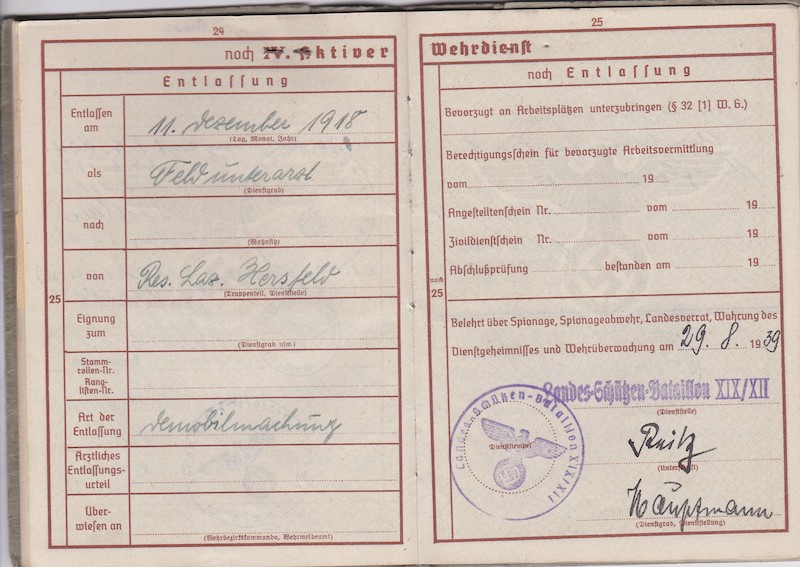 24
noch IV. Aktiver
Entlassung
Entlassen am
11. Dezember 1918
(Tag, Monat, Jahr)
als
Feldunterarzt
(Dienstgrad)
nach
(Wohnsitz)
von
Res. Laz. Hersfeld
(Truppenteil, Dienststelle)
25
Eignung zum
(Dienstgrad usw.)
Stamm-
rollen-Nr.
Rang-
listen-Nr.
Art der
Entlassung
Demobilmachung
Ärztliches
Entlassungs-
urteil
Über-
wiesen an
(Wehrbezirkskommando, Wehrmeldeamt)
25
Wehrdienst
noch Entlassung
Bevorzugt an Arbeitsplätzen unterzubringen (§ 32 [1] W. G.)
Berechtigungsschein für bevorzugte Arbeitsvermittlung
vom 19
Angestelltenschein Nr. vom 19
Zivildienstschein Nr. vom 19
Abschlußprüfung bestanden am 19
noch
25
Belehrt über Spionage, Spionageabwehr, Landesverrat, Wahrung des
Dienstgeheimnisses und Wehrüberwachung am 29. 8. 1939
Landes-Schützen-Bataillon XIX/XII
(Dienststelle)
Landes-Schützen-Bataillon XIX/XII
Dienststempel
(Unterschrift)
Hauptmann
(Dienstgrad, Dienststellung)